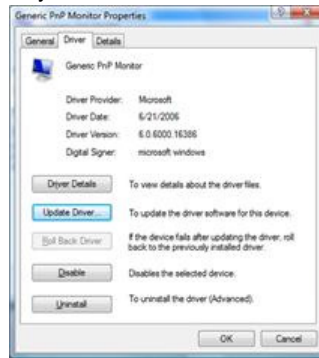 Generic PnP Monitor Properties
General Driver Details
Generic PnP Monitor
Driver Provider: Microsoft
Driver Date: 6/21/2006
Driver Version: 6.0.6000.16386
Digital Signer: microsoft windows
Driver Details To view details about the driver files.
Update Driver... To update the driver software for this device.
Roll Back Driver If the device fails after updating the driver, roll
back to the previously installed driver.
Disable Disables the selected device.
Uninstall To uninstall the driver (Advanced).
OK Cancel